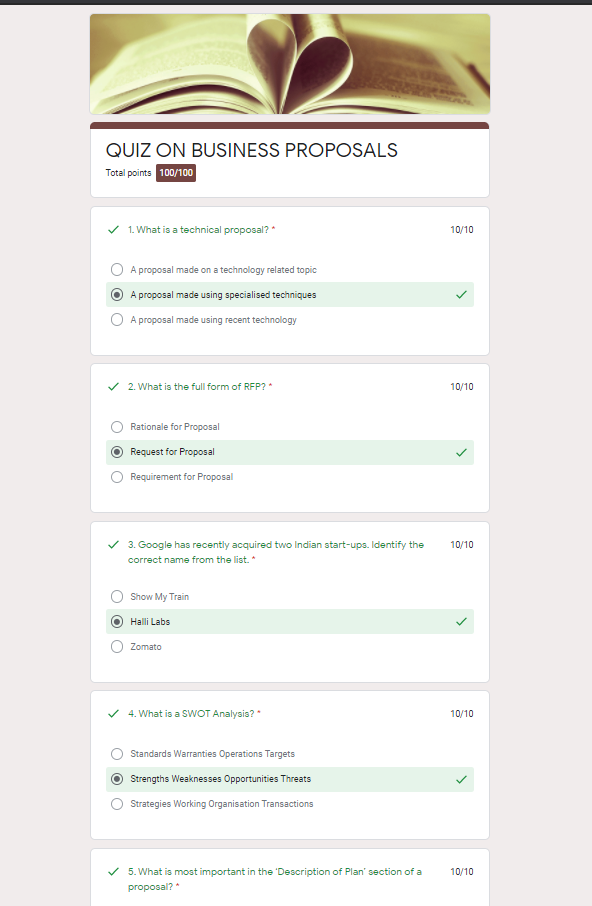 QUIZ ON BUSINESS PROPOSALS
Total points 100/100
1. What is a technical proposal? * 10/10
A proposal made on a technology related topic
A proposal made using specialised techniques
A proposal made using recent technology
2. What is the full form of RFP? * 10/10
Rationale for Proposal
Request for Proposal
Requirement for Proposal
3. Google has recently acquired two Indian start-ups. Identify the 10/10
correct name from the list. *
Show My Train
Halli Labs
Zomato
4. What is a SWOT Analysis? * 10/10
Standards Warranties Operations Targets
Strengths Weaknesses Opportunities Threats
Strategies Working Organisation Transactions
5. What is most important in the 'Description of Plan' section of a 10/10
proposal? *